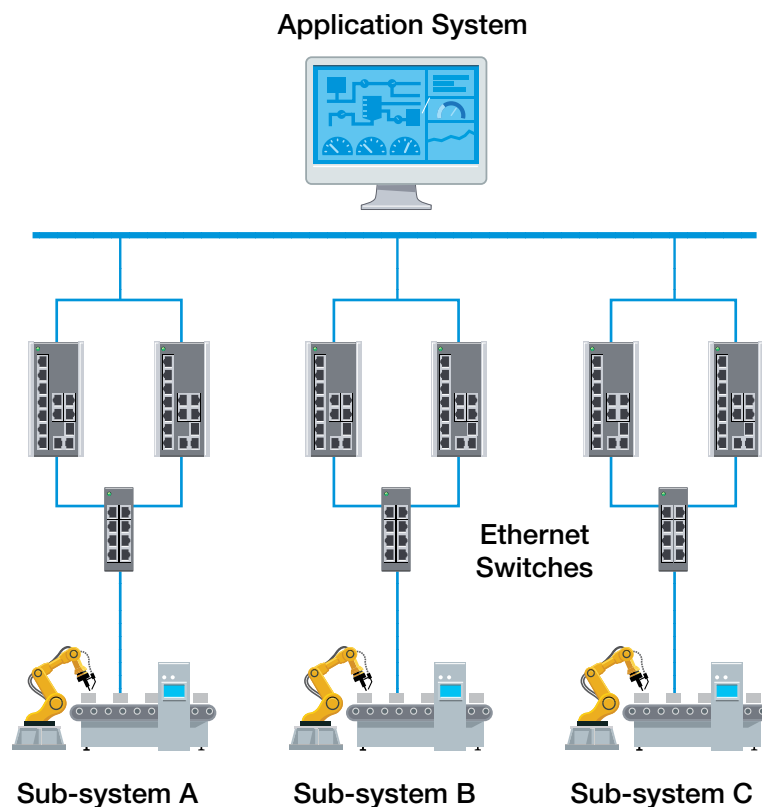 Application System
Ethernet
Switches
Sub-system A
Sub-system B
Sub-system C